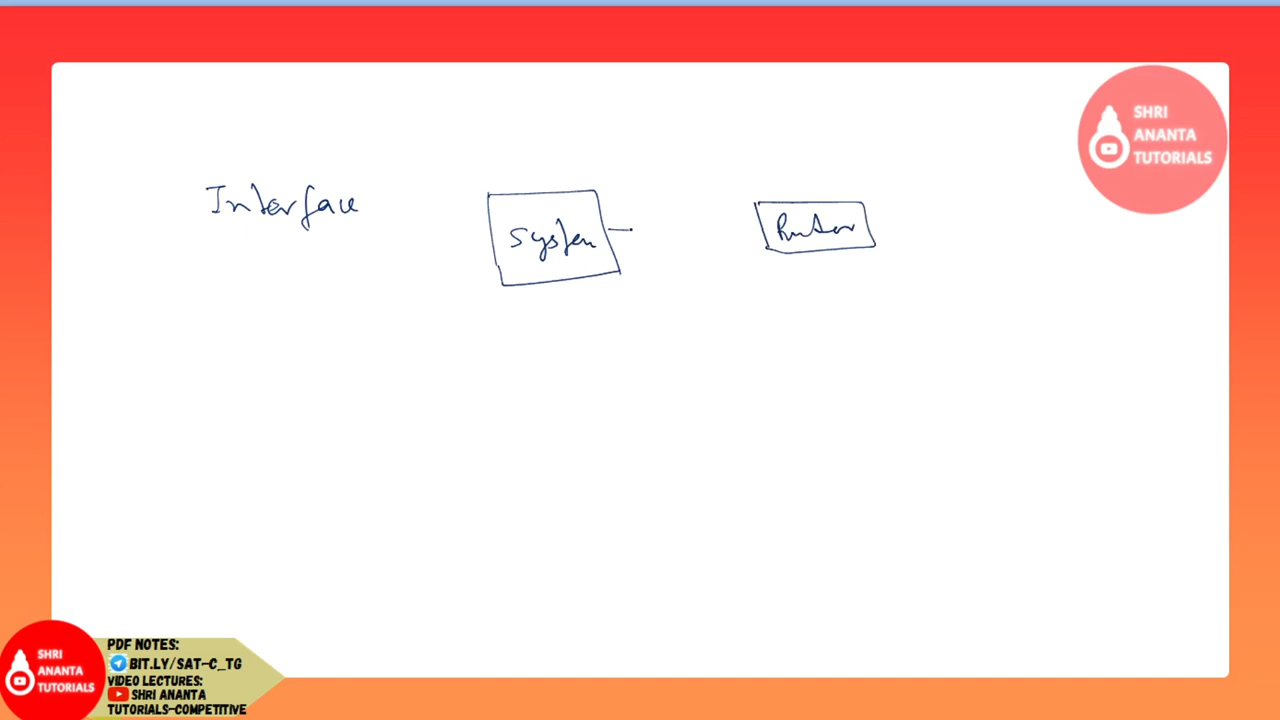 SHRI
ANANTA
TUTORIALS
Interface
System
PDF NOTES:
BIT.LY/SAT-C_TG
VIDEO LECTURES:
SHRI ANANTA
TUTORIALS-COMPETITIVE
SHRI
ANANTA
TUTORIALS